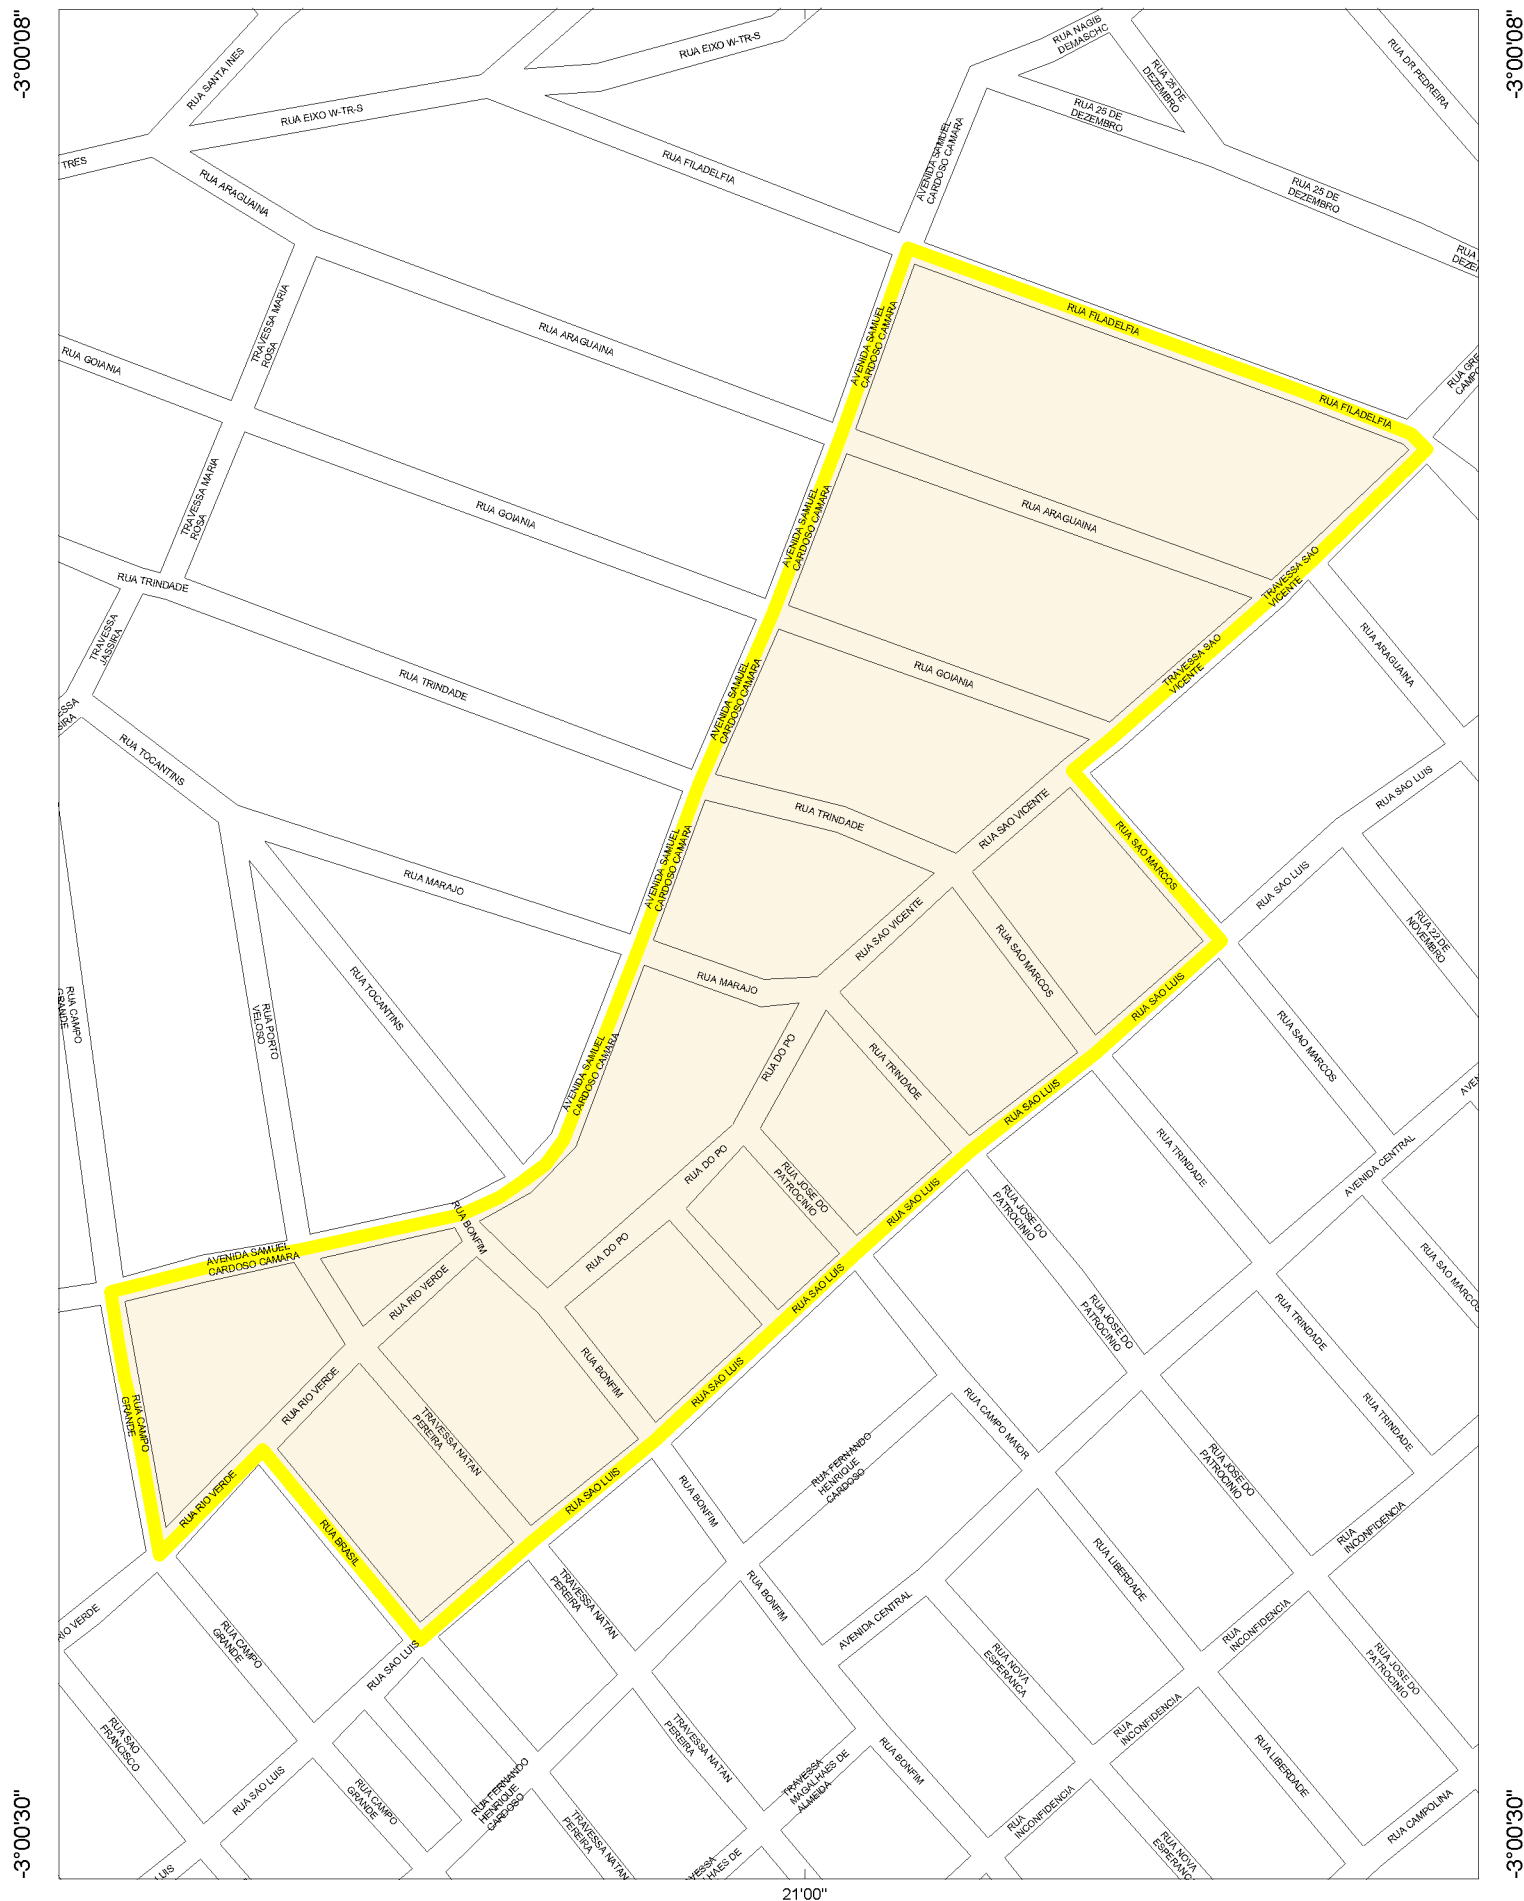 -3°00'08"
-3°00'08"
RUA NAGIB
DEMASCHC
RUA EIXO W-TR-S
RUA SANTA INES
RUA DR PEDREIRA
RUA 25 DE
DEZEMBRO
RUA EIXO W-TR-S
RUA 25 DE
DEZEMBRO
TRES
RUA FILADELFIA
AVENIDA SAMUEL
CARDOSO CAMARA
RUA ARAGUAINA
RUA 25 DE
DEZEMBRO
RUA
DEZE
RUA FILADELFIA
TRAVESSA MARIA
ROSA
RUA ARAGUAINA
AVENIDA SAMUEL
CARDOSO CAMARA
RUA GOIANIA
RUA GRE
CAMPO
RUA FILADELFIA
TRAVESSA MARIA
ROSA
RUA GOIANIA
AVENIDA SAMUEL
CARDOSO CAMARA
RUA ARAGUAINA
RUA TRINDADE
TRAVESSA SAO
VICENTE
TRAVESSA
JASSIRA
RUA ARAGUAINA
RUA TRINDADE
AVENIDA SAMUEL
CARDOSO CAMARA
RUA GOIANIA
TRAVESSA SAO
VICENTE
ESSA
SIRA
RUA TOCANTINS
RUA SAO LUIS
RUA TRINDADE
RUA SAO VICENTE
RUA SAO MARCOS
RUA MARAJO
AVENIDA SAMUEL
CARDOSO CAMARA
RUA SAO LUIS
RUA SAO VICENTE
RUA 22 DE
NOVEMBRO
RUA SAO MARCOS
RUA MARAJO
RUA SAO LUIS
RUA CAMPO
GRANDE
RUA PORTO
VELOSO
RUA TOCANTINS
AVENIDA SAMUEL
CARDOSO CAMARA
RUA DO PO
RUA TRINDADE
RUA SAO MARCOS
RUA SAO LUIS
AVEN
RUA DO PO
RUA JOSE DO
PATROCINIO
RUA TRINDADE
AVENIDA CENTRAL
RUA SAO LUIS
RUA JOSE DO
PATROCINIO
RUA BONFIM
RUA DO PO
AVENIDA SAMUEL
CARDOSO CAMARA
RUA RIO VERDE
RUA SAO LUIS
RUA SAO MARCOS
RUA JOSE DO
PATROCINIO
RUA TRINDADE
RUA BONFIM
RUA SAO LUIS
RUA RIO VERDE
RUA CAMPO
GRANDE
TRAVESSA NATAN
PEREIRA
RUA CAMPO MAIOR
RUA TRINDADE
RUA FERNANDO
HENRIQUE
CARDOSO
RUA JOSE DO
PATROCINIO
RUA RIO VERDE
RUA SAO LUIS
RUA BONFIM
RUA BRASIL
RUA
INCONFIDENCIA
RUA LIBERDADE
TRAVESSA NATAN
PEREIRA
RUA BONFIM
RIO VERDE
AVENIDA CENTRAL
RUA
INCONFIDENCIA
RUA CAMPO
GRANDE
RUA SAO LUIS
RUA NOVA
ESPERANCA
RUA JOSE DO
PATROCINIO
RUA SAO
FRANCISCO
TRAVESSA NATAN
PEREIRA
RUA
INCONFIDENCIA
RUA BONFIM
RUA LIBERDADE
RUA SAO LUIS
RUA CAMPO
GRANDE
RUA FERNANDO
HENRIQUE
CARDOSO
TRAVESSA
MAGALHAES DE
ALMEIDA
RUA
INCONFIDENCIA
RUA CAMPOLINA
TRAVESSA NATAN
PEREIRA
RUA NOVA
ESPERANC
VESSA
HAES DE
LUIS
-3°00'30"
-3°00'30"
21'00"